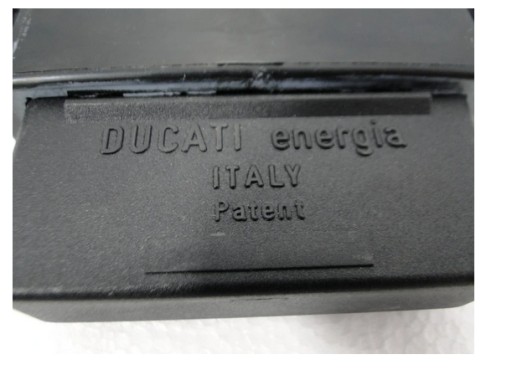 DUCATI energia
ITALY
Patent